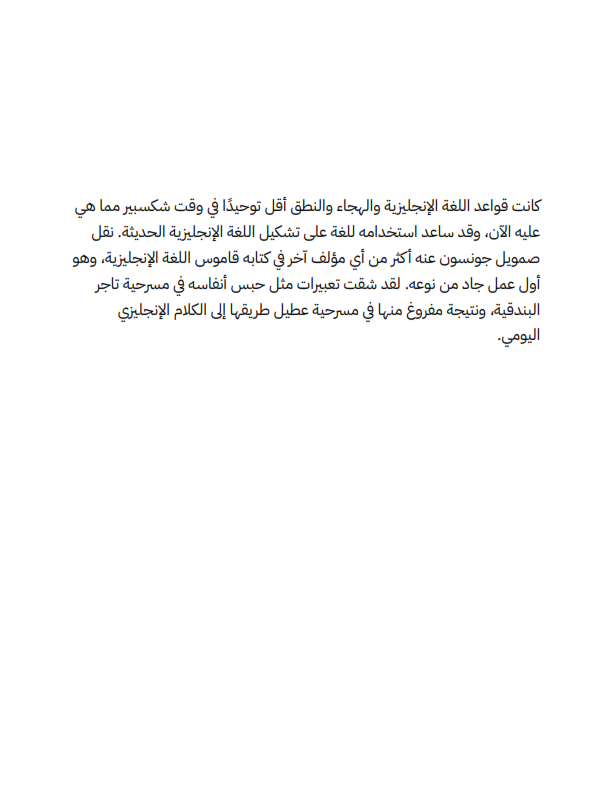 كانت قواعد اللغة الإنجليزية والهجاء والنطق أقل توحيدًا في وقت شكسبير مما هي
عليه الآن، وقد ساعد استخدامه للغة على تشكيل اللغة الإنجليزية الحديثة. نقل
صمويل جونسون عنه أكثر من أي مؤلف آخر في كتابه قاموس اللغة الإنجليزية، وهو
أول عمل جاد من نوعه. لقد شقت تعبيرات مثل حبس أنفاسه في مسرحية تاجر
البندقية، ونتيجة مفروغ منها في مسرحية عطيل طريقها إلى الكلام الإنجليزي
اليومي.